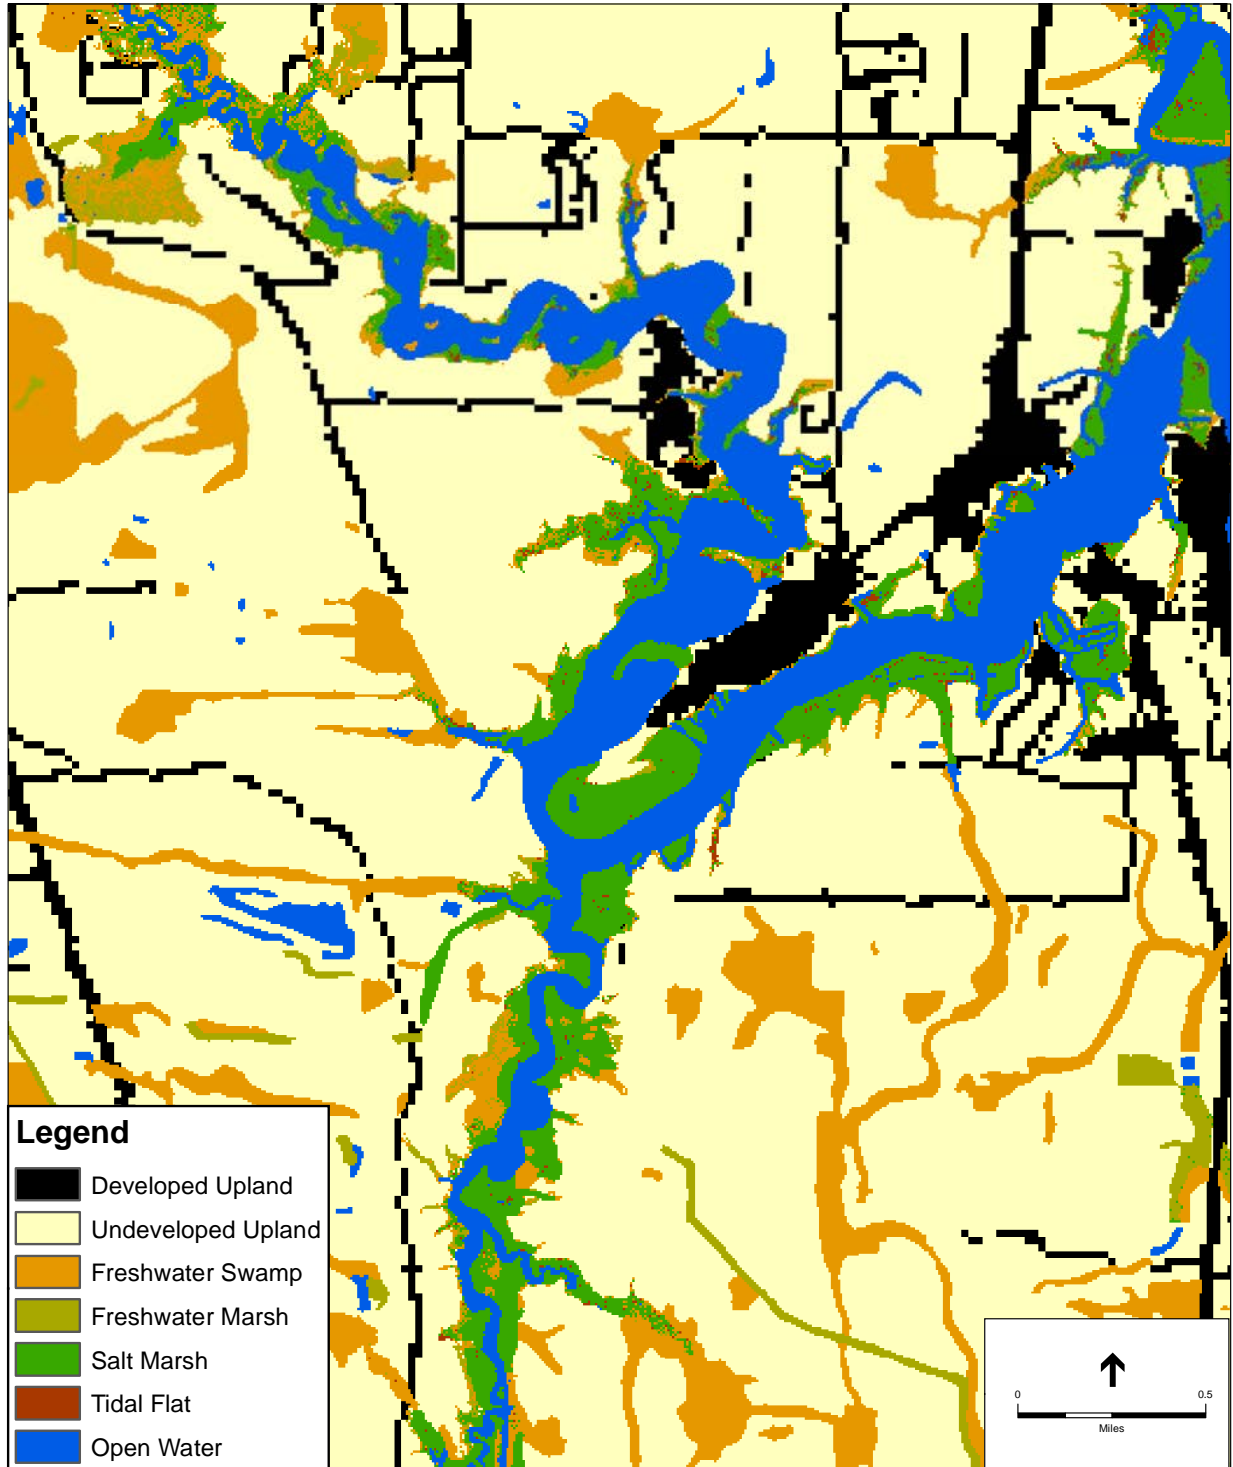 Legend
Developed Upland
Undeveloped Upland
Freshwater Swamp
Freshwater Marsh
Salt Marsh
Tidal Flat
Open Water
0 0.5
Miles